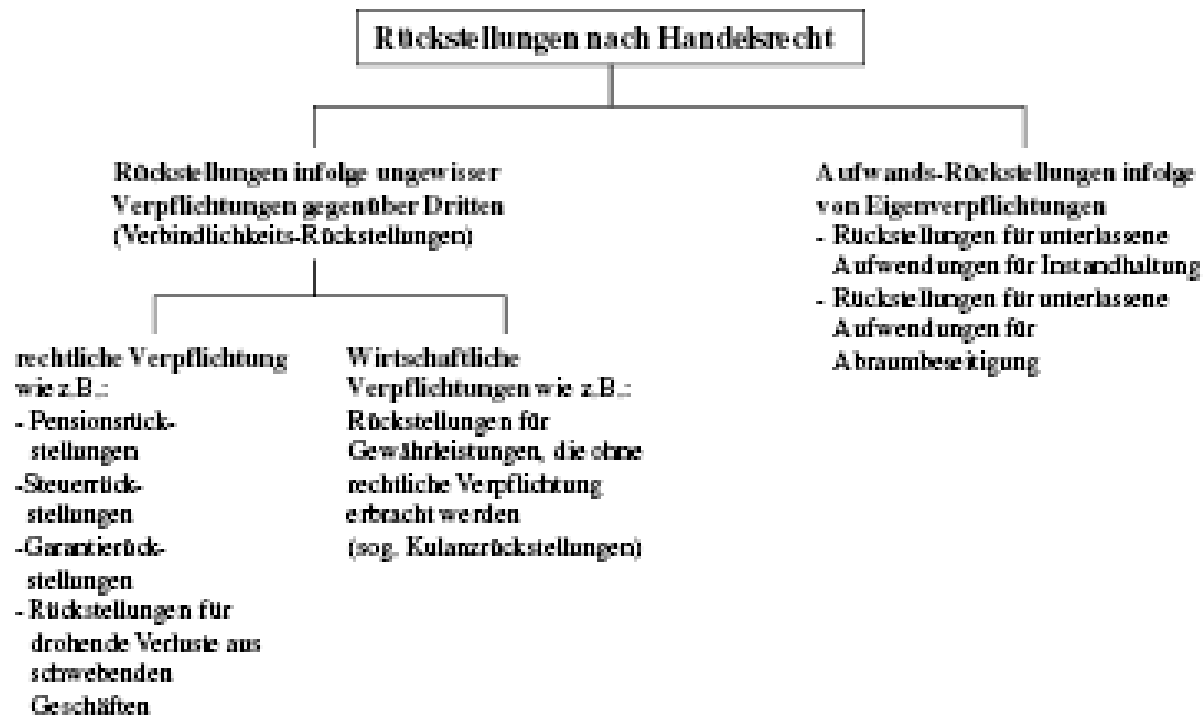 Rückstellungen nach Handelsrecht
Rückstellungen infolge ungewisser
Verpflichtungen gegenüber Dritten
(Verbindlichkeits-Rückstellungen)
rechtliche Verpflichtung
wie z.B.:
- Pensionsrück-
stellungen
-Steuerrück-
stellungen
-Garantierück-
stellungen
- Rückstellungen für
drohende Verluste aus
schwebenden
Geschäften
Wirtschaftliche
Verpflichtungen wie z.B.:
Rückstellungen für
Gewährleistungen, die ohne
rechtliche Verpflichtung
erbracht werden
(sog. Kulanzrückstellungen)
Aufwands-Rückstellungen infolge
von Eigenverpflichtungen
- Rückstellungen für unterlassene
Aufwendungen für Instandhaltung
- Rückstellungen für unterlassene
Aufwendungen für
Abraumbeseitigung